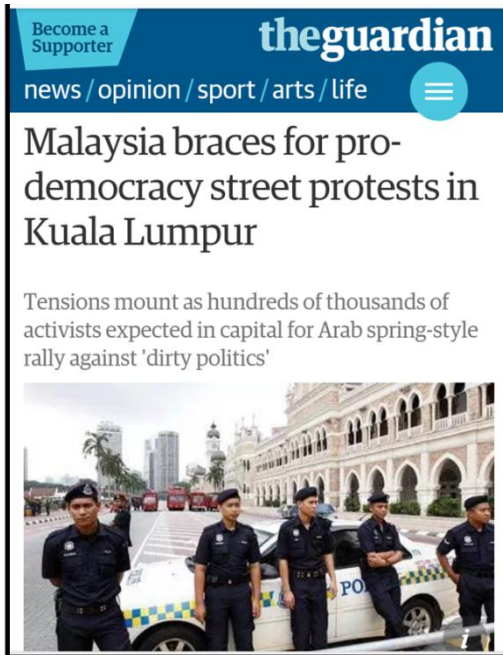 Become a
Supporter
theguardian
news / opinion / sport / arts / life
Malaysia braces for pro-
democracy street protests in
Kuala Lumpur
Tensions mount as hundreds of thousands of
activists expected in capital for Arab spring-style
rally against 'dirty politics'
PO
i